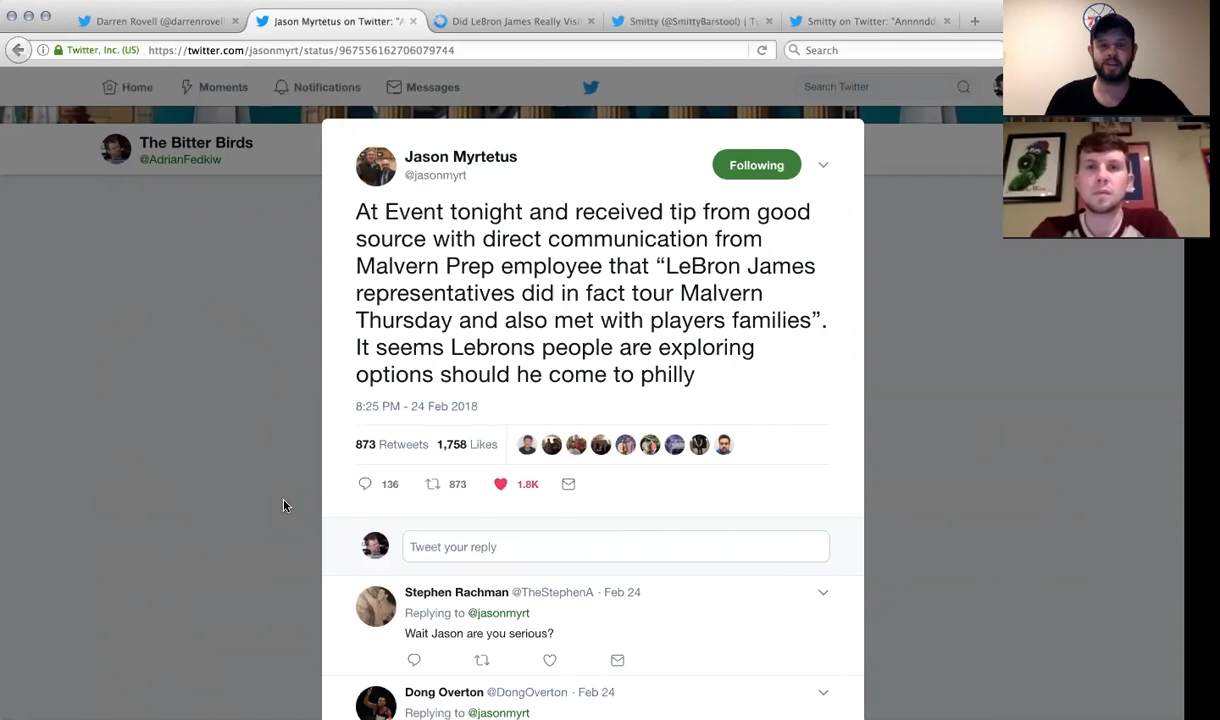 Darren Rovell (@darrenrovell
Jason Myrtetus on Twitter: "A
Did LeBron James Really Visi
Smitty (@SmittyBarstool) | Tw
Smitty on Twitter: "Annnndd
Twitter, Inc. (US)
https://twitter.com/jasonmyrt/status/967556162706079744
Search
Home
Moments
Notifications
Messages
Search Twitter
The Bitter Birds
@AdrianFedkiw
Jason Myrtetus
@jasonmyrt
Following
At Event tonight and received tip from good
source with direct communication from
Malvern Prep employee that “LeBron James
representatives did in fact tour Malvern
Thursday and also met with players families”.
It seems Lebrons people are exploring
options should he come to philly
8:25 PM - 24 Feb 2018
873 Retweets 1,758 Likes
136 873 1.8K
Tweet your reply
Stephen Rachman @TheStephenA · Feb 24
Replying to @jasonmyrt
Wait Jason are you serious?
Dong Overton @DongOverton · Feb 24
Replying to @jasonmyrt